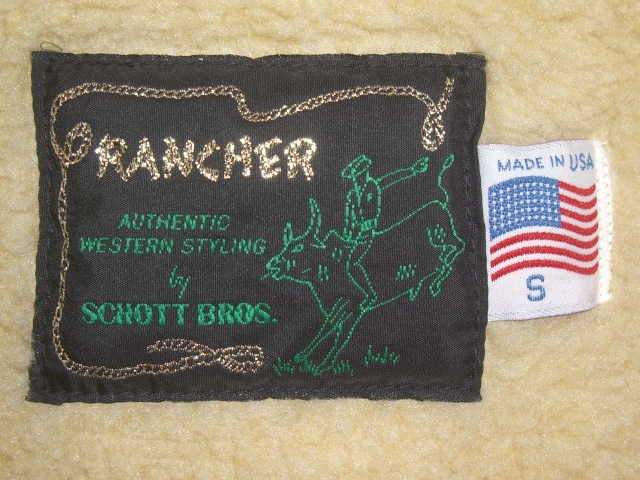 RANCHER
AUTHENTIC
WESTERN STYLING
by
SCHOTT BROS.
MADE IN USA
S